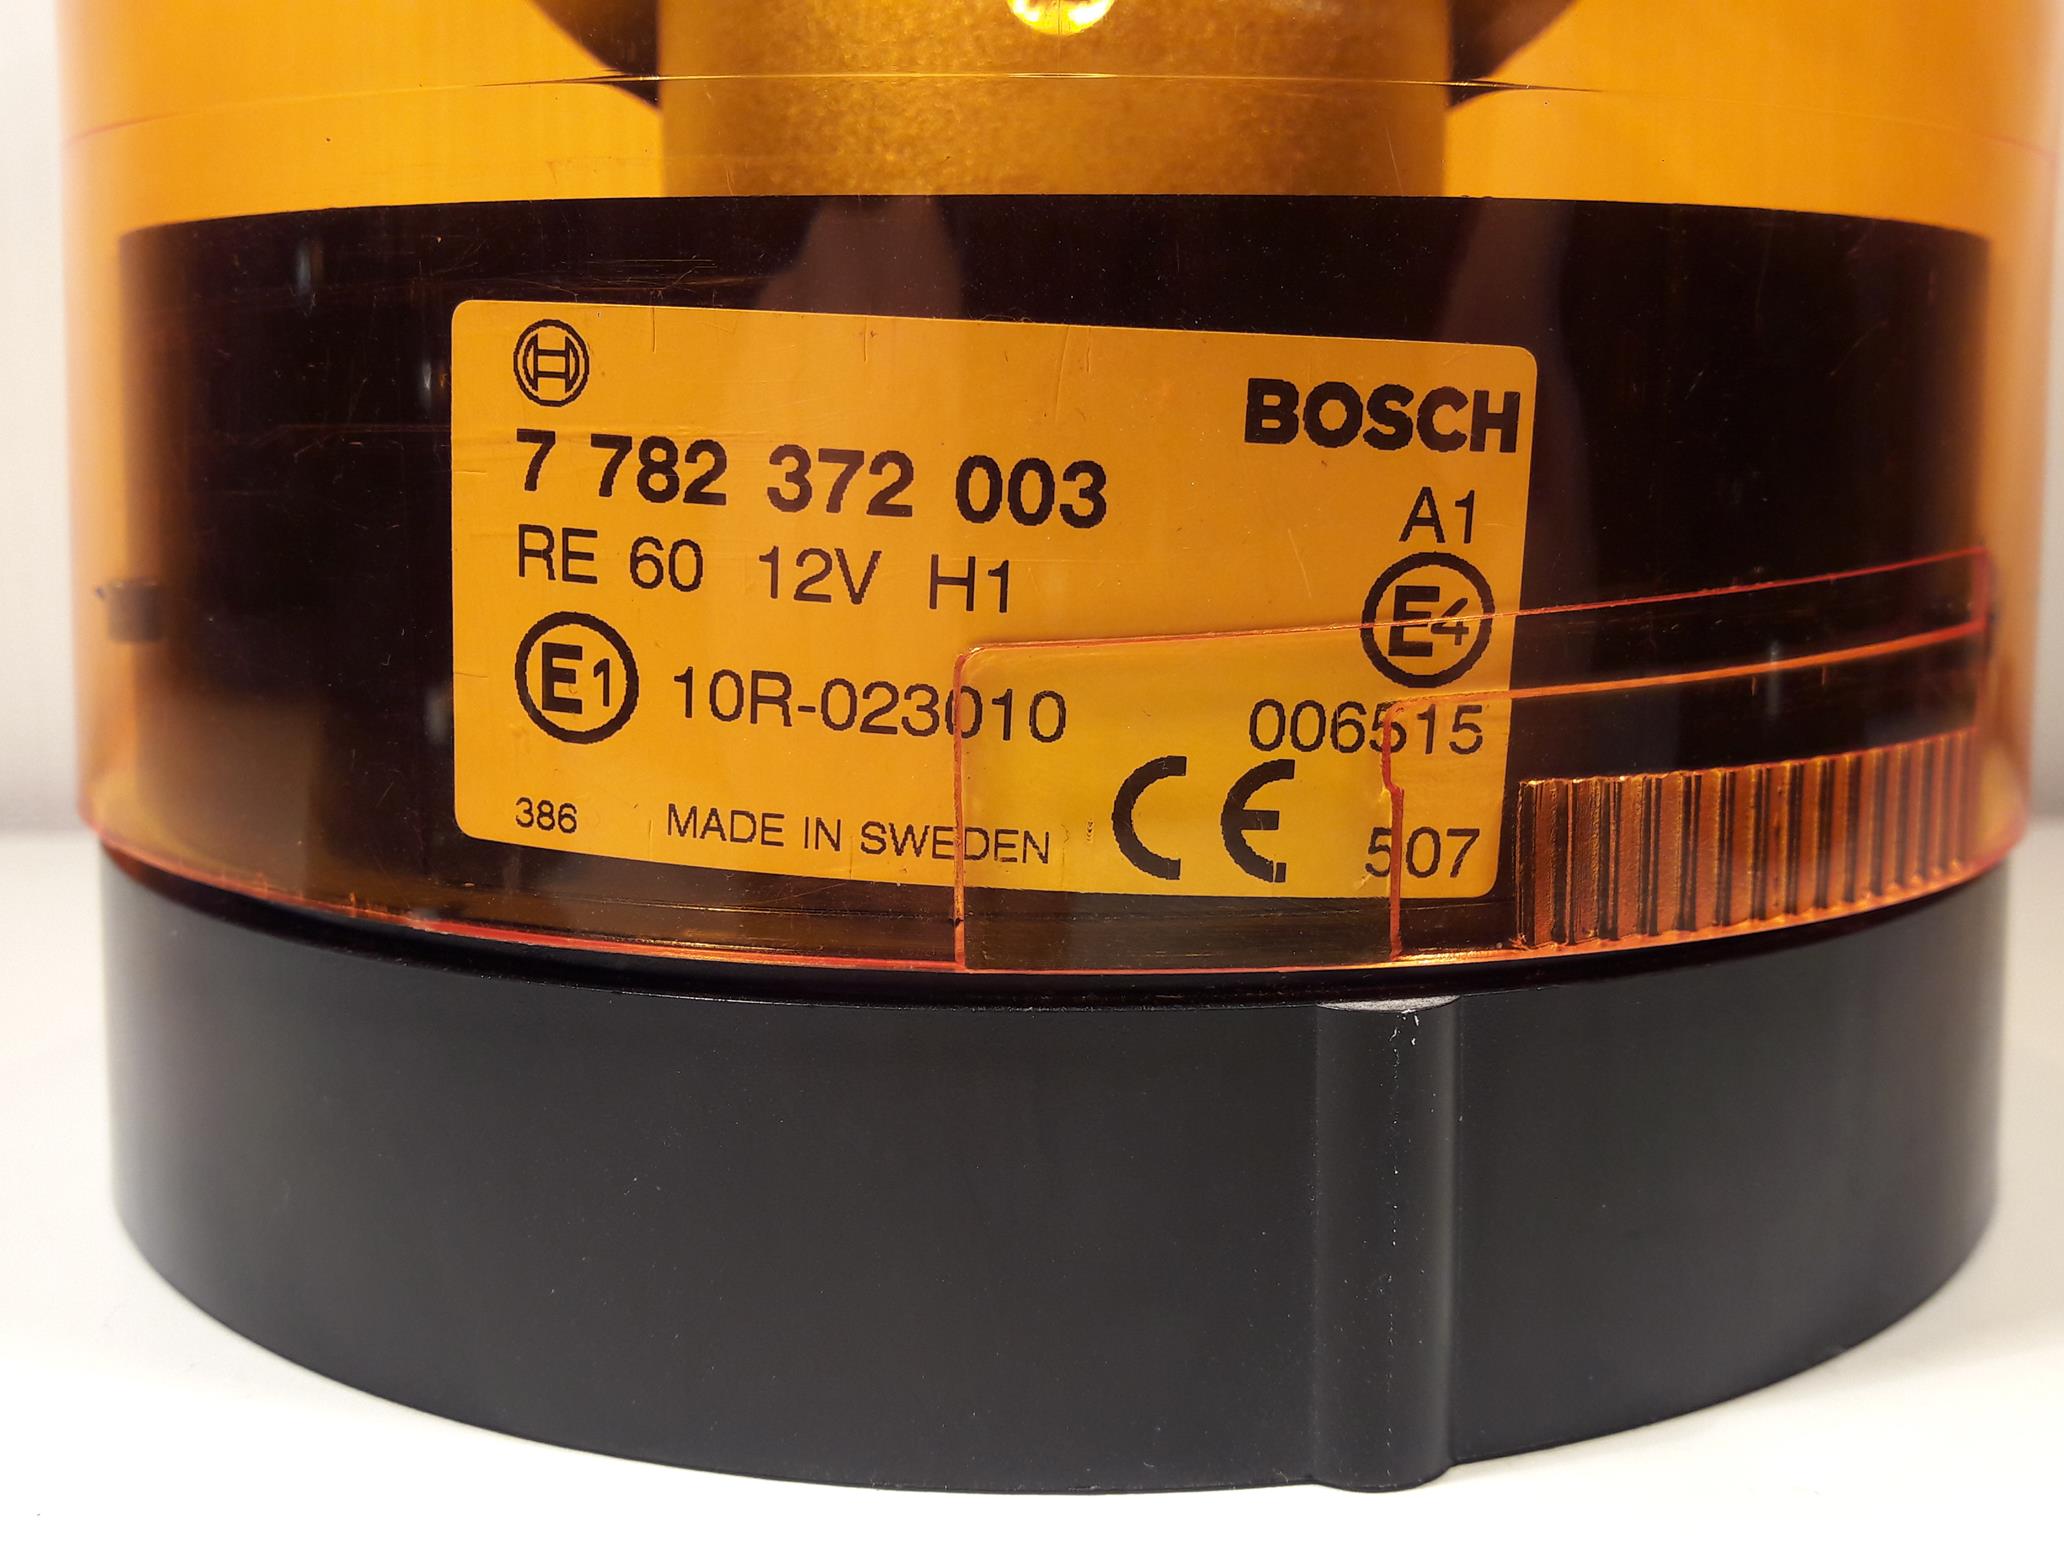 BOSCH
7 782 372 003
A1
RE 60 12V H1
E4
E1 10R-023010
006515
386 MADE IN SWEDEN CE 507